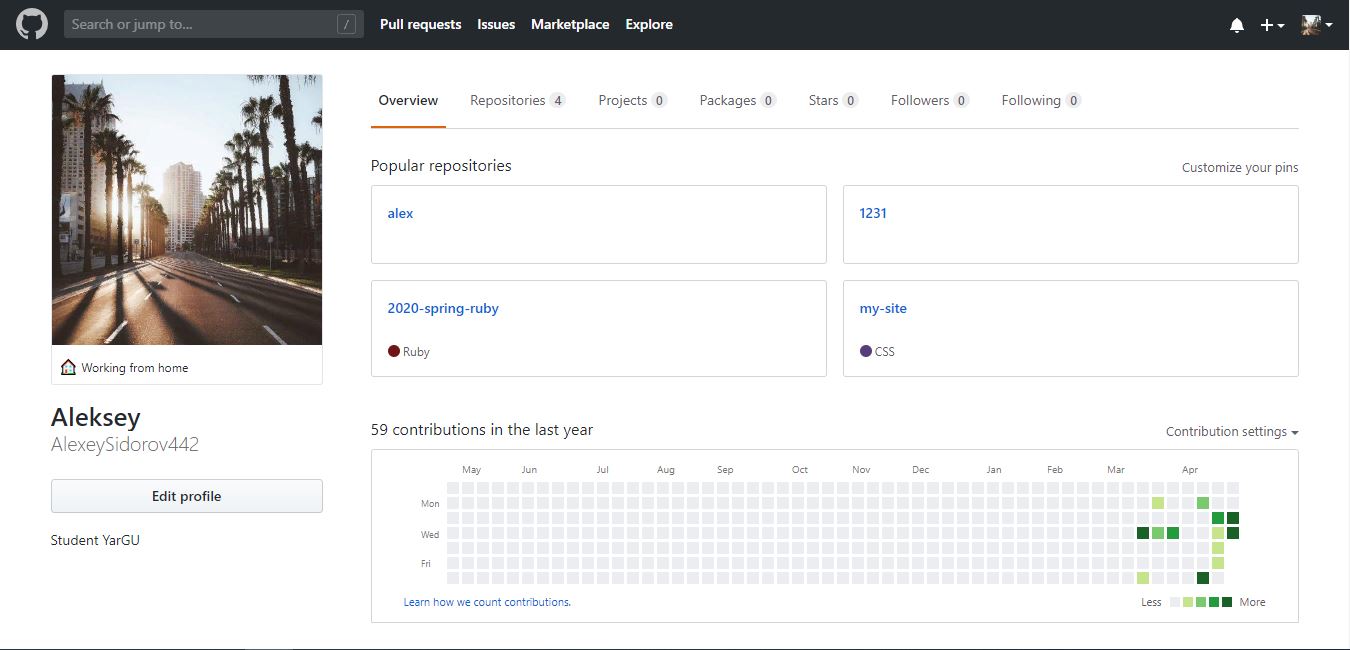 Search or jump to... /
Pull requests Issues Marketplace Explore
Overview Repositories 4 Projects 0 Packages 0 Stars 0 Followers 0 Following 0
Working from home
Aleksey
AlexeySidorov442
Edit profile
Student YarGU
Popular repositories
Customize your pins
alex
1231
2020-spring-ruby
Ruby
my-site
CSS
59 contributions in the last year
Contribution settings
May Jun Jul Aug Sep Oct Nov Dec Jan Feb Mar Apr
Mon
Wed
Fri
Learn how we count contributions.
Less More